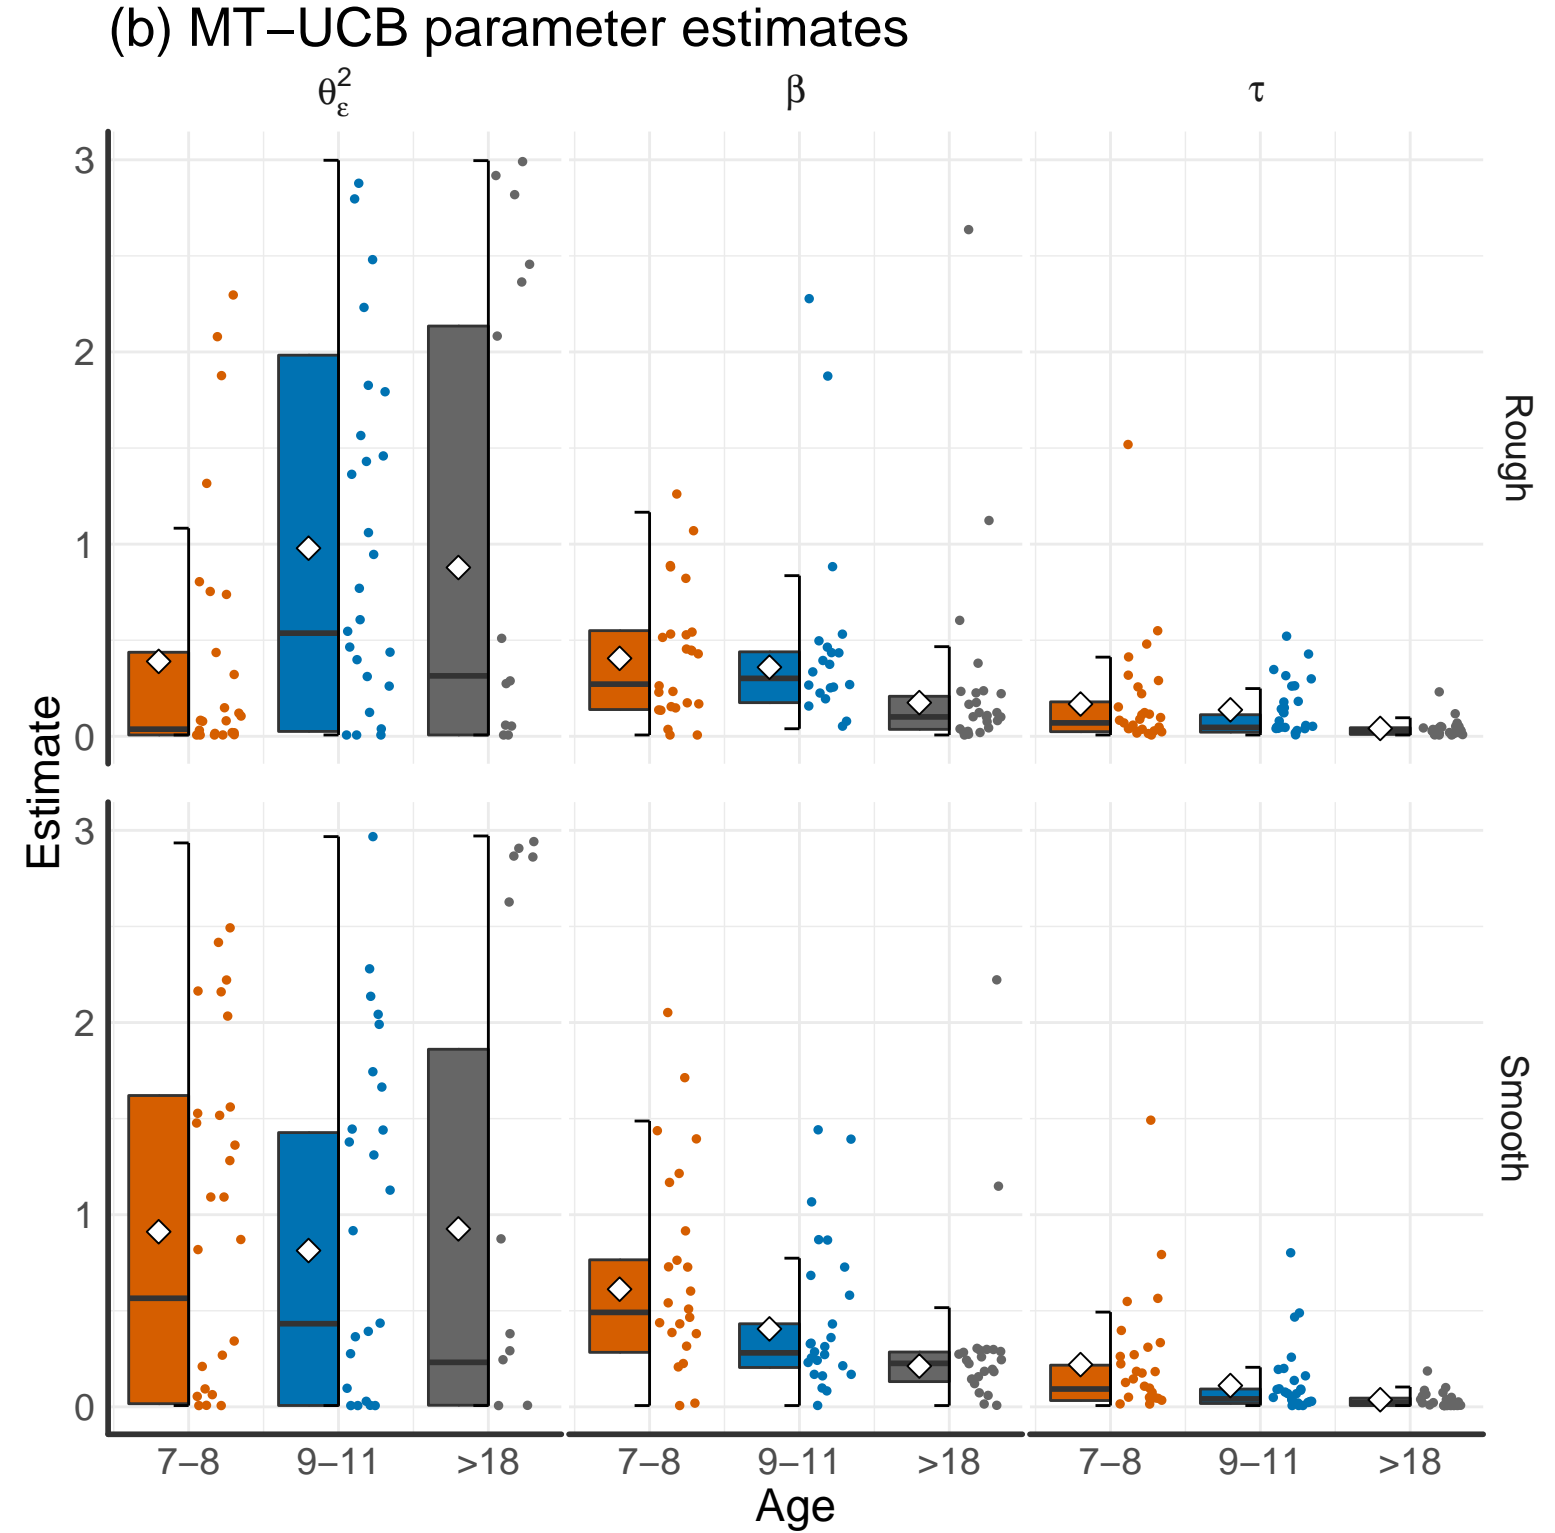 (b) MT−UCB parameter estimates
θ²ε β τ
3
2
1
0
Rough
3
2
1
0
Smooth
Estimate
7−8 9−11 >18 7−8 9−11 >18 7−8 9−11 >18
Age